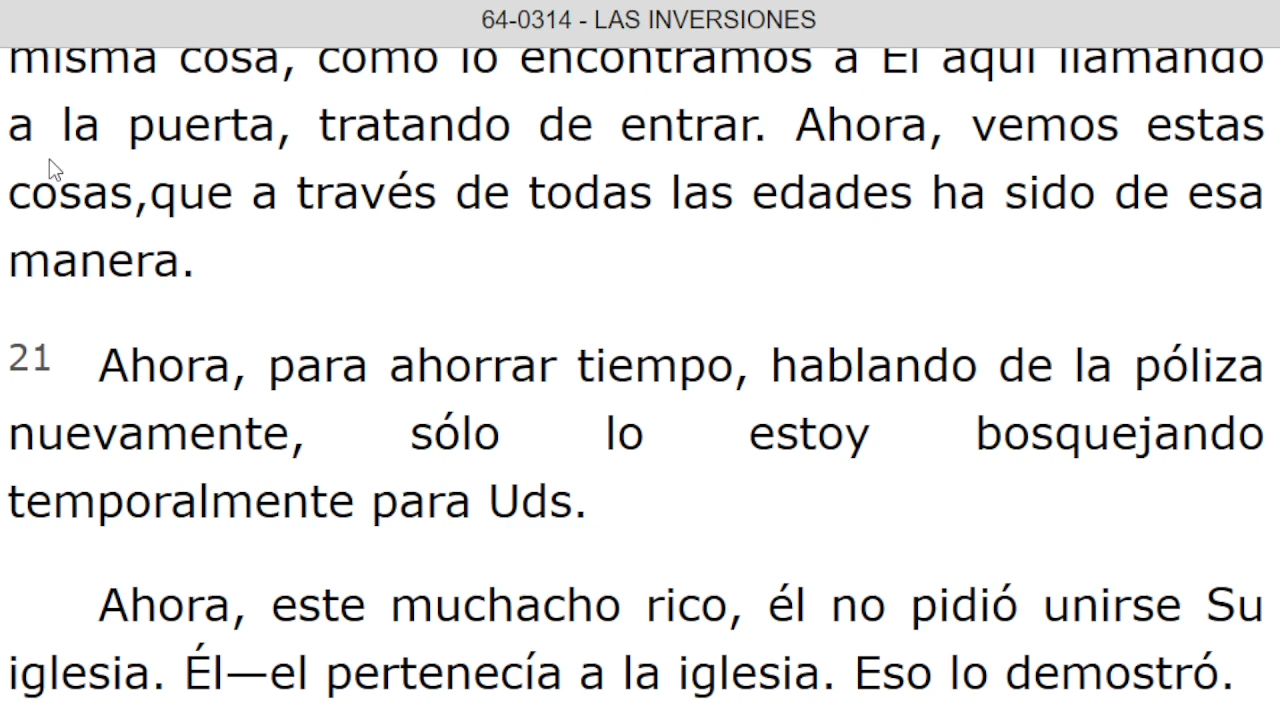 64-0314 - LAS INVERSIONES
misma cosa, como lo encontramos a Él aquí llamando
a la puerta, tratando de entrar. Ahora, vemos estas
cosas,que a través de todas las edades ha sido de esa
manera.
21 Ahora, para ahorrar tiempo, hablando de la póliza
nuevamente, sólo lo estoy bosquejando
temporalmente para Uds.
Ahora, este muchacho rico, él no pidió unirse Su
iglesia. Él—el pertenecía a la iglesia. Eso lo demostró.